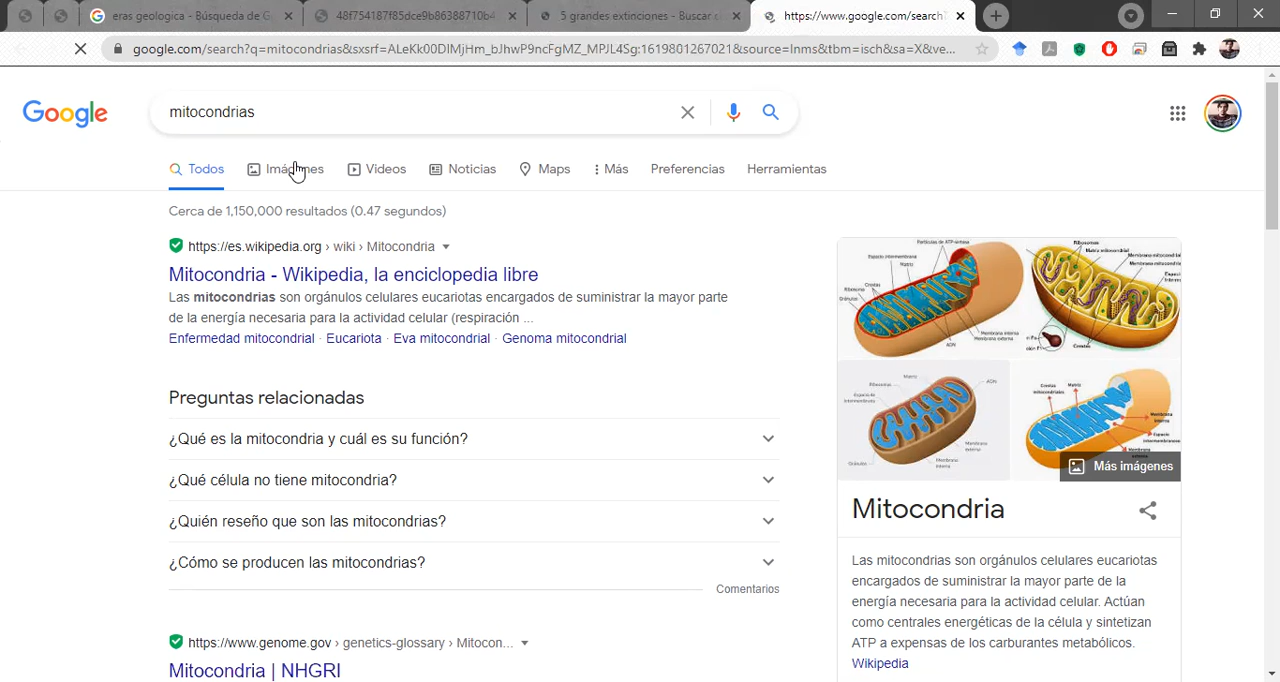 eras geologica - Búsqueda de G
48f754187f85dce9b86388710b4
5 grandes extinciones - Buscar c
https://www.google.com/search?
google.com/search?q=mitocondrias&sxsrf=ALeKk00DIMjHm_bJhwP9ncFgMZ_MPJL4Sg:1619801267021&source=lnms&tbm=isch&sa=X&ve...
Google
mitocondrias
Todos
Imágenes
Videos
Noticias
Maps
Más
Preferencias
Herramientas
Cerca de 1,150,000 resultados (0.47 segundos)
https://es.wikipedia.org › wiki › Mitocondria
Mitocondria - Wikipedia, la enciclopedia libre
Las mitocondrias son orgánulos celulares eucariotas encargados de suministrar la mayor parte
de la energía necesaria para la actividad celular (respiración ...
Enfermedad mitocondrial · Eucariota · Eva mitocondrial · Genoma mitocondrial
Preguntas relacionadas
¿Qué es la mitocondria y cuál es su función?
¿Qué célula no tiene mitocondria?
¿Quién reseño que son las mitocondrias?
¿Cómo se producen las mitocondrias?
Comentarios
https://www.genome.gov › genetics-glossary › Mitocon...
Mitocondria | NHGRI
Más imágenes
Mitocondria
Las mitocondrias son orgánulos celulares eucariotas
encargados de suministrar la mayor parte de la
energía necesaria para la actividad celular. Actúan
como centrales energéticas de la célula y sintetizan
ATP a expensas de los carburantes metabólicos.
Wikipedia